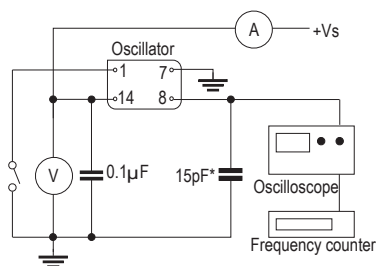 A
+Vs
Oscillator
1
7
14
8
V
0.1µF
15pF*
Oscilloscope
Frequency counter